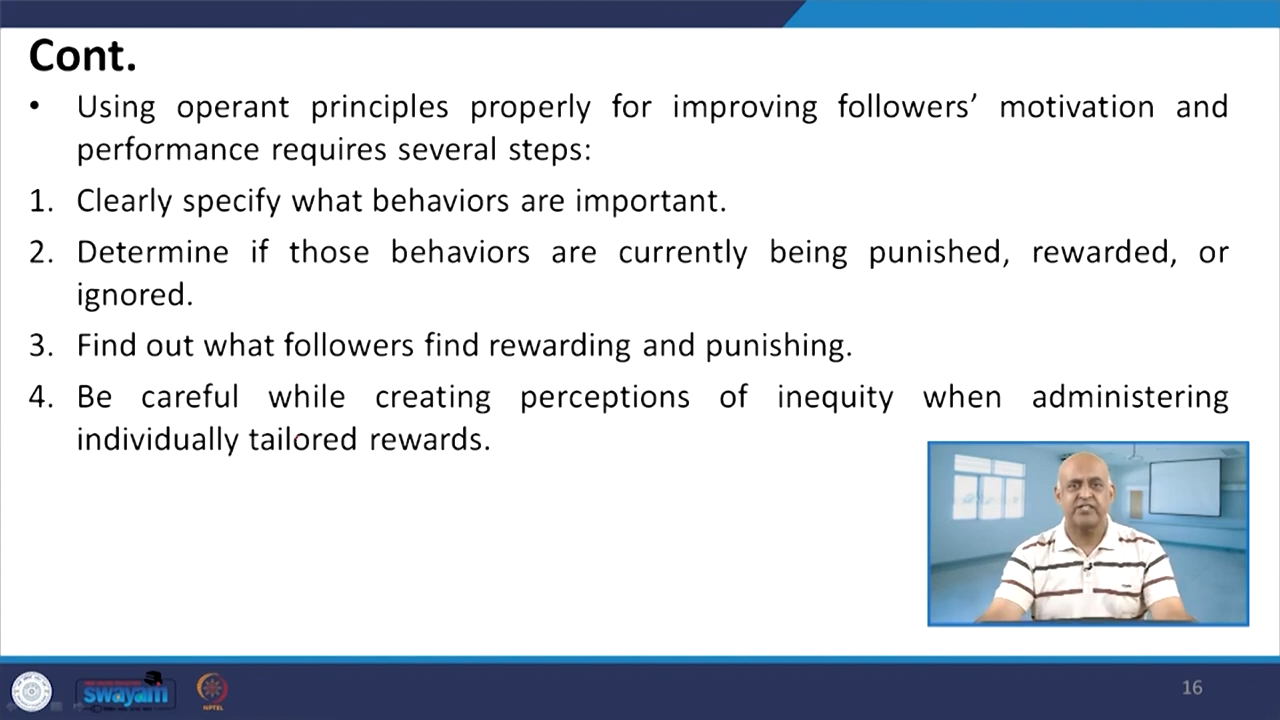 Cont.
• Using operant principles properly for improving followers’ motivation and
performance requires several steps:
1. Clearly specify what behaviors are important.
2. Determine if those behaviors are currently being punished, rewarded, or
ignored.
3. Find out what followers find rewarding and punishing.
4. Be careful while creating perceptions of inequity when administering
individually tailored rewards.
swayam
NPTEL
16